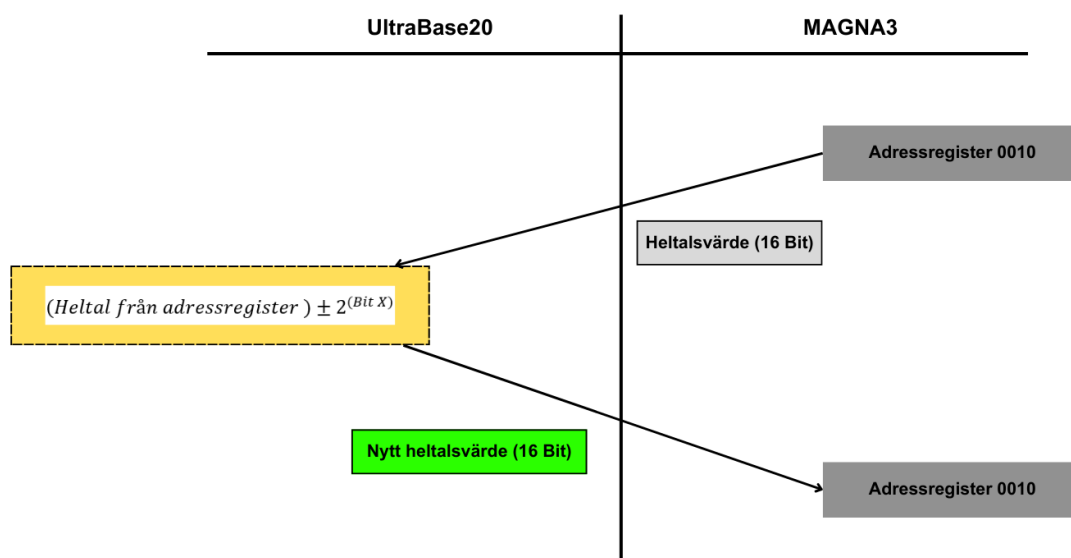 UltraBase20
MAGNA3
Adressregister 0010
Heltalsvärde (16 Bit)
(Heltal från adressregister ) ± 2^(Bit X)
Nytt heltalsvärde (16 Bit)
Adressregister 0010